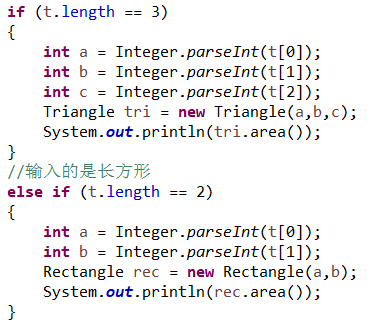 if (t.length == 3)
{
    int a = Integer.parseInt(t[0]);
    int b = Integer.parseInt(t[1]);
    int c = Integer.parseInt(t[2]);
    Triangle tri = new Triangle(a,b,c);
    System.out.println(tri.area());
}
//输入的是长方形
else if (t.length == 2)
{
    int a = Integer.parseInt(t[0]);
    int b = Integer.parseInt(t[1]);
    Rectangle rec = new Rectangle(a,b);
    System.out.println(rec.area());
}